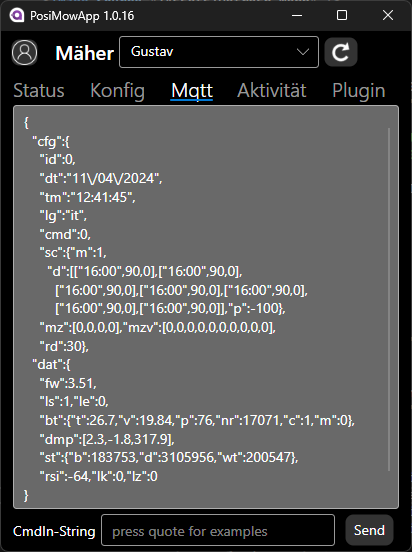 PosiMowApp 1.0.16
Mäher
Gustav
Status Konfig Mqtt Aktivität Plugin
{
"cfg":{
"id":0,
"dt":"11\/04\/2024",
"tm":"12:41:45",
"lg":"it",
"cmd":0,
"sc":{"m":1,
"d":[["16:00",90,0],["16:00",90,0],
["16:00",90,0],["16:00",90,0],["16:00",90,0],
["16:00",90,0],["16:00",90,0]],"p":-100},
"mz":[0,0,0,0],"mzv":[0,0,0,0,0,0,0,0,0,0],
"rd":30},
"dat":{
"fw":3.51,
"ls":1,"le":0,
"bt":{"t":26.7,"v":19.84,"p":76,"nr":17071,"c":1,"m":0},
"dmp":[2.3,-1.8,317.9],
"st":{"b":183753,"d":3105956,"wt":200547},
"rsi":-64,"lk":0,"lz":0
}
CmdIn-String
press quote for examples
Send